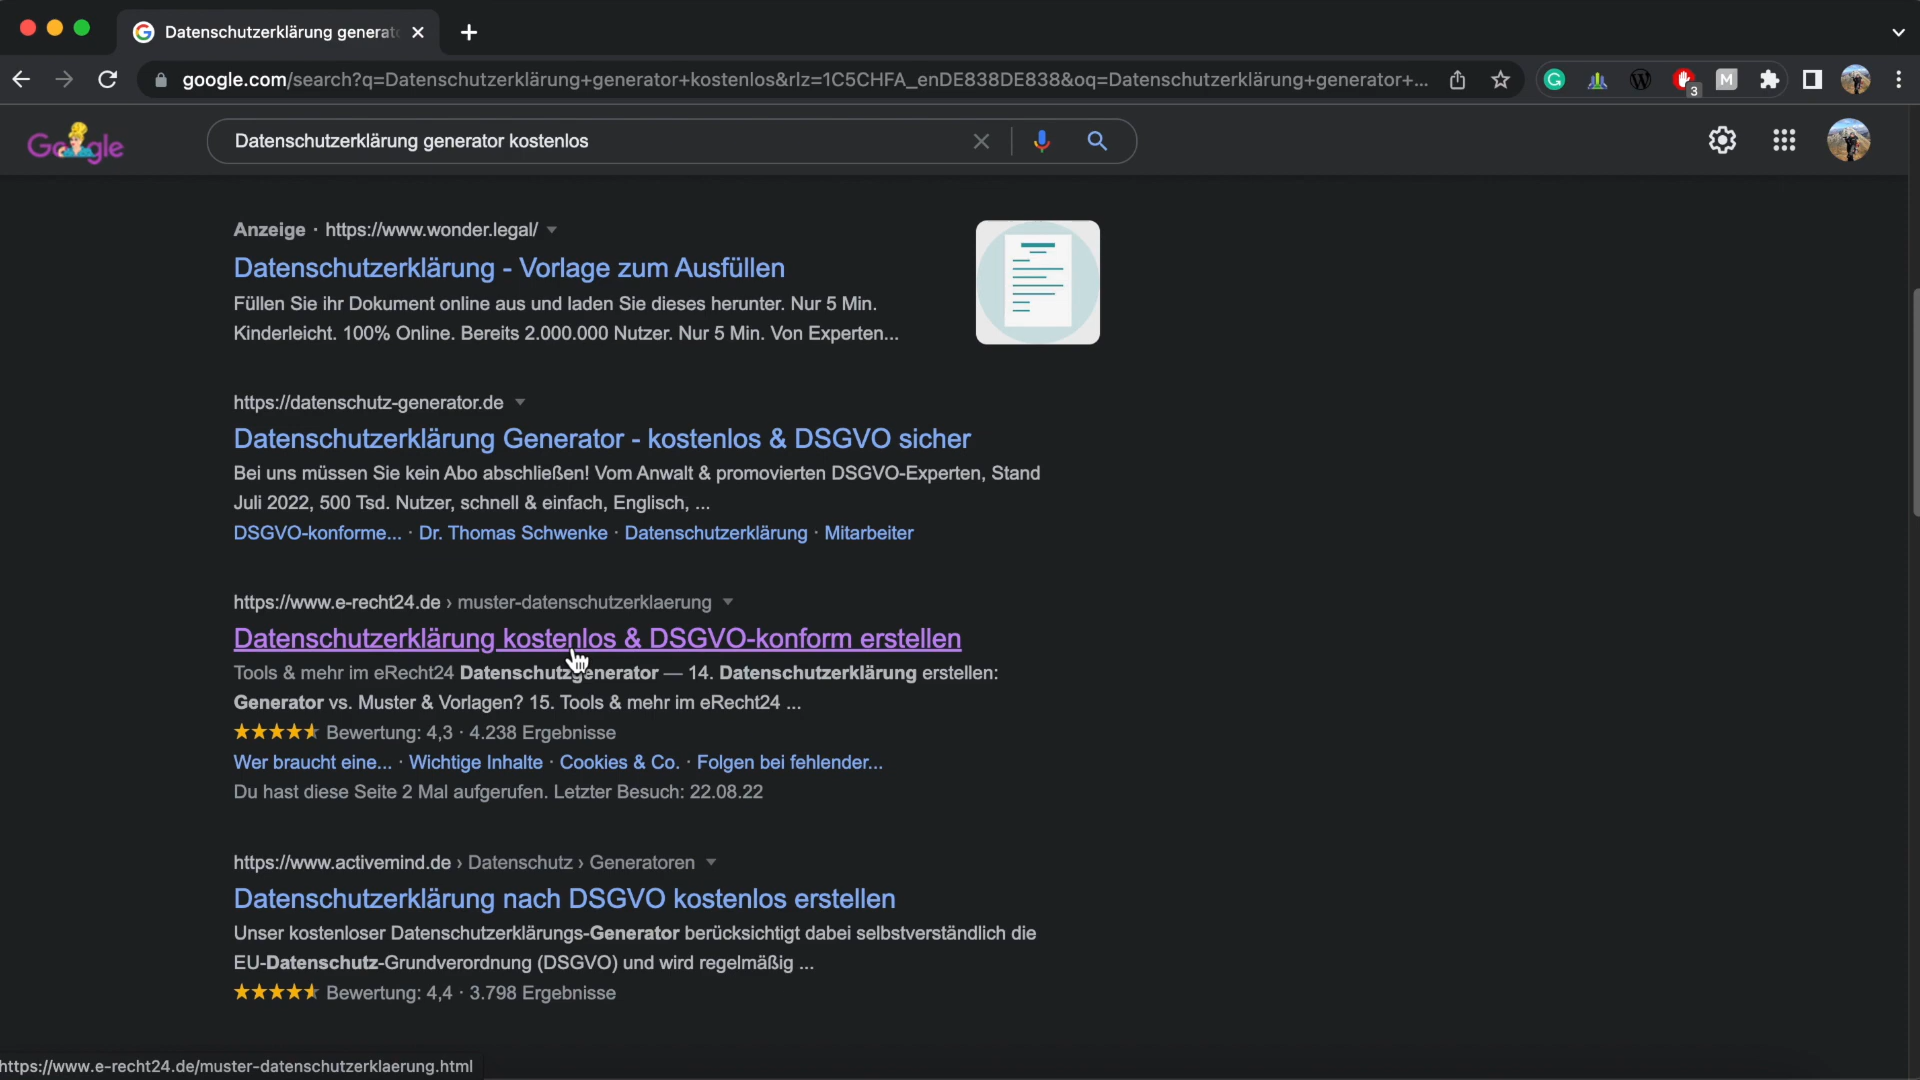 Datenschutzerklärung generat
google.com/search?q=Datenschutzerklärung+generator+kostenlos&rlz=1C5CHFA_enDE838DE838&oq=Datenschutzerklärung+generator+...
3
M
Google
Datenschutzerklärung generator kostenlos
Anzeige · https://www.wonder.legal/
Datenschutzerklärung - Vorlage zum Ausfüllen
Füllen Sie ihr Dokument online aus und laden Sie dieses herunter. Nur 5 Min.
Kinderleicht. 100% Online. Bereits 2.000.000 Nutzer. Nur 5 Min. Von Experten...
https://datenschutz-generator.de
Datenschutzerklärung Generator - kostenlos & DSGVO sicher
Bei uns müssen Sie kein Abo abschließen! Vom Anwalt & promovierten DSGVO-Experten, Stand
Juli 2022, 500 Tsd. Nutzer, schnell & einfach, Englisch, ...
DSGVO-konforme... · Dr. Thomas Schwenke · Datenschutzerklärung · Mitarbeiter
https://www.e-recht24.de › muster-datenschutzerklaerung
Datenschutzerklärung kostenlos & DSGVO-konform erstellen
Tools & mehr im eRecht24 Datenschutzgenerator — 14. Datenschutzerklärung erstellen:
Generator vs. Muster & Vorlagen? 15. Tools & mehr im eRecht24 ...
Bewertung: 4,3 · 4.238 Ergebnisse
Wer braucht eine... · Wichtige Inhalte · Cookies & Co. · Folgen bei fehlender...
Du hast diese Seite 2 Mal aufgerufen. Letzter Besuch: 22.08.22
https://www.activemind.de › Datenschutz › Generatoren
Datenschutzerklärung nach DSGVO kostenlos erstellen
Unser kostenloser Datenschutzerklärungs-Generator berücksichtigt dabei selbstverständlich die
EU-Datenschutz-Grundverordnung (DSGVO) und wird regelmäßig ...
Bewertung: 4,4 · 3.798 Ergebnisse
https://www.e-recht24.de/muster-datenschutzerklaerung.html